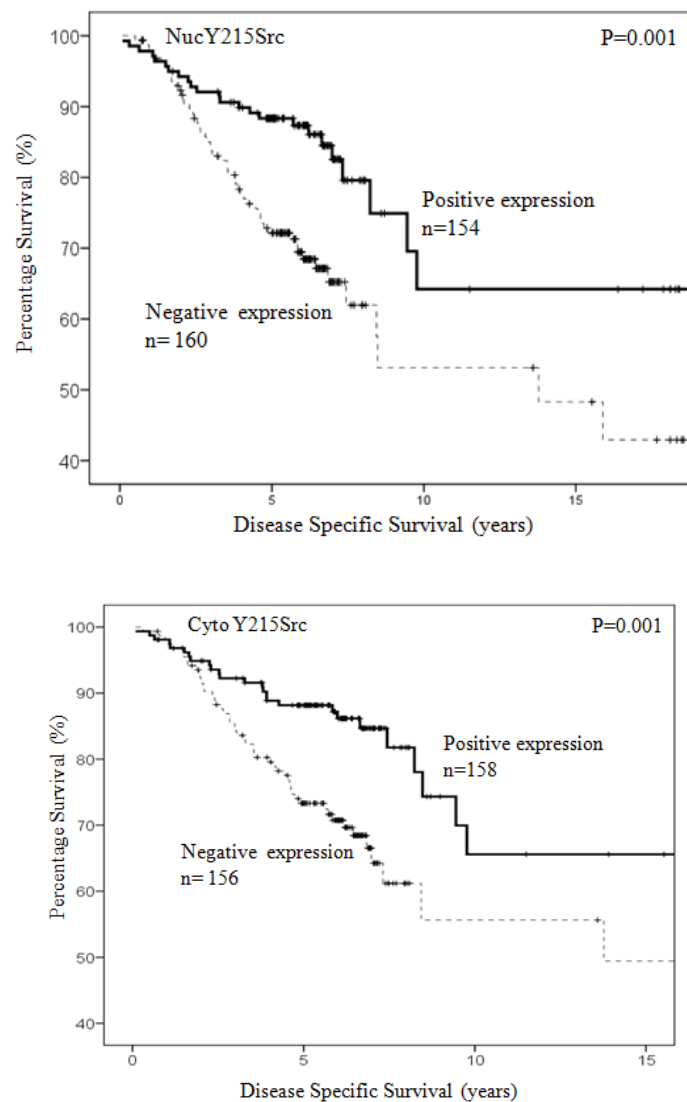 NucY215Src
P=0.001
100
90
80
70
60
50
40
Percentage Survival (%)
Positive expression
n=154
Negative expression
n= 160
0
5
10
15
Disease Specific Survival (years)
Cyto Y215Src
P=0.001
100
90
80
70
60
50
40
Percentage Survival (%)
Positive expression
n=158
Negative expression
n= 156
0
5
10
15
Disease Specific Survival (years)